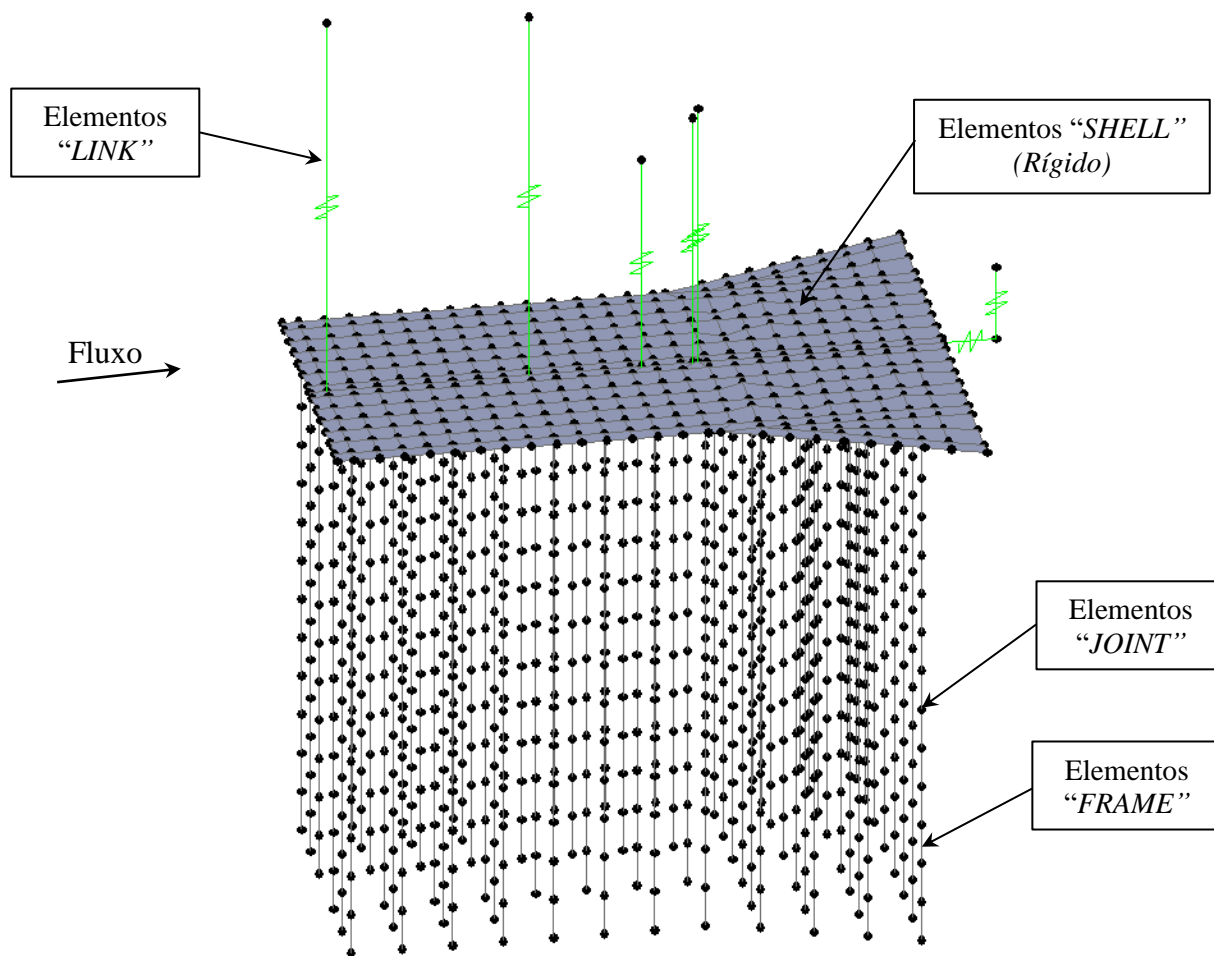 Elementos
“LINK”
Elementos “SHELL”
(Rígido)
Fluxo
Elementos
“JOINT”
Elementos
“FRAME”